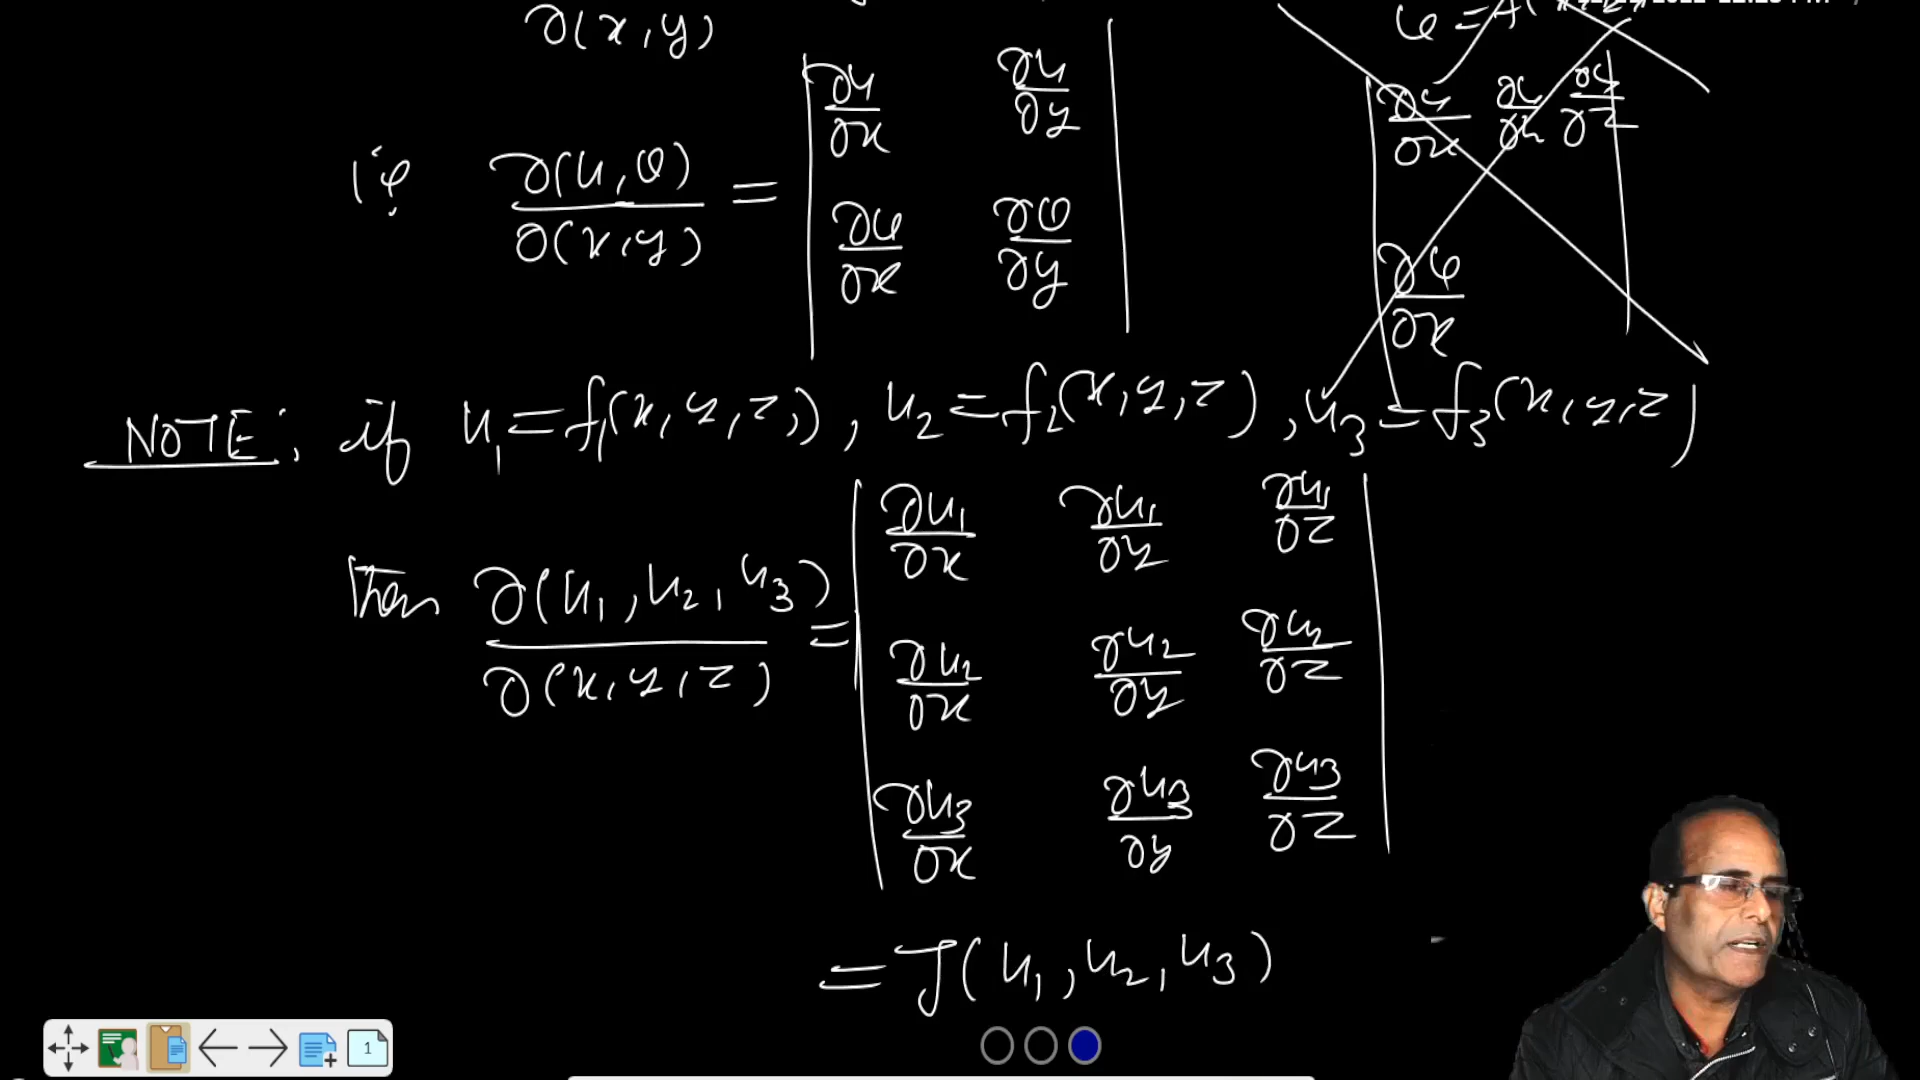 ∂(x,y)
i.e. ∂(u,v)/∂(x,y) = | ∂u/∂x ∂u/∂y |
| ∂v/∂x ∂v/∂y |
∂u/∂x ∂u/∂x ∂u/∂z
∂v/∂x
NOTE: if u₁=f₁(x,y,z,), u₂=f₂(x,y,z), u₃=f₃(x,y,z)
Then ∂(u₁,u₂,u₃)/∂(x,y,z) = | ∂u₁/∂x ∂u₁/∂y ∂u₁/∂z |
| ∂u₂/∂x ∂u₂/∂y ∂u₂/∂z |
| ∂u₃/∂x ∂u₃/∂y ∂u₃/∂z |
= J(u₁,u₂,u₃)
1